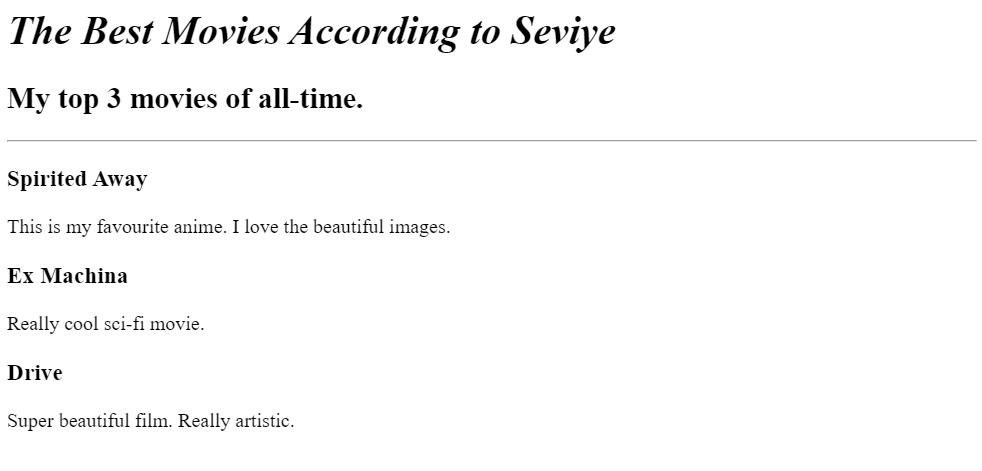 The Best Movies According to Seviye
My top 3 movies of all-time.
Spirited Away
This is my favourite anime. I love the beautiful images.
Ex Machina
Really cool sci-fi movie.
Drive
Super beautiful film. Really artistic.